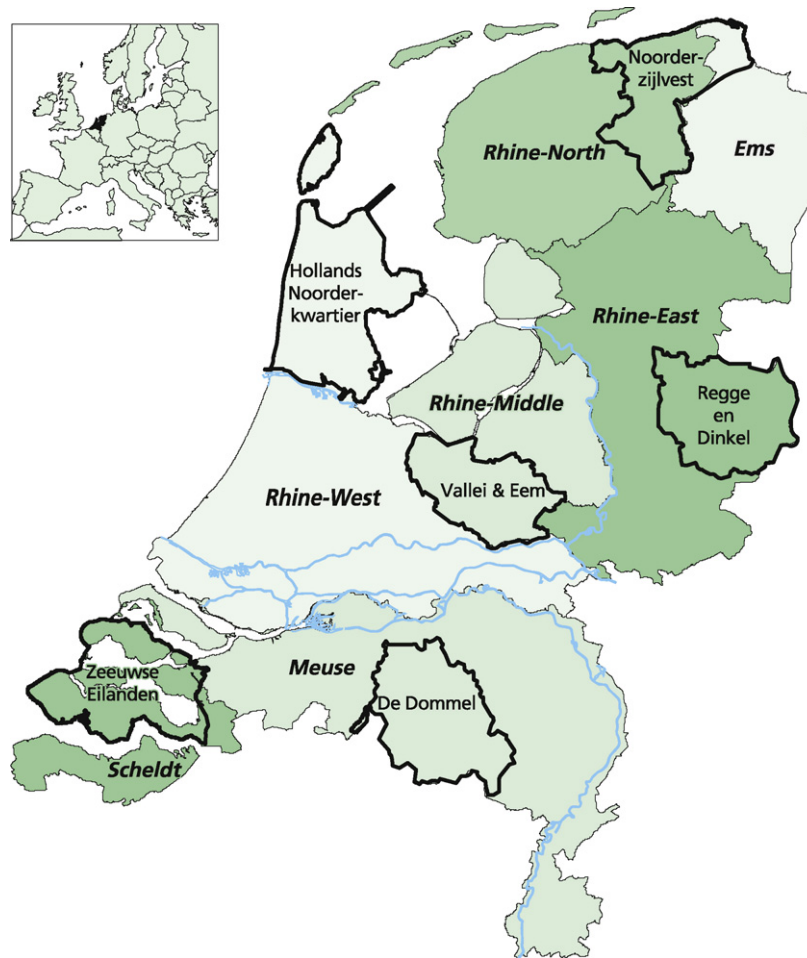 Noorder-
zijlvest
Rhine-North
Ems
Hollands
Noorder-
kwartier
Rhine-East
Regge
en
Dinkel
Rhine-Middle
Vallei & Eem
Rhine-West
Meuse
Zeeuwse
Eilanden
De Dommel
Scheldt